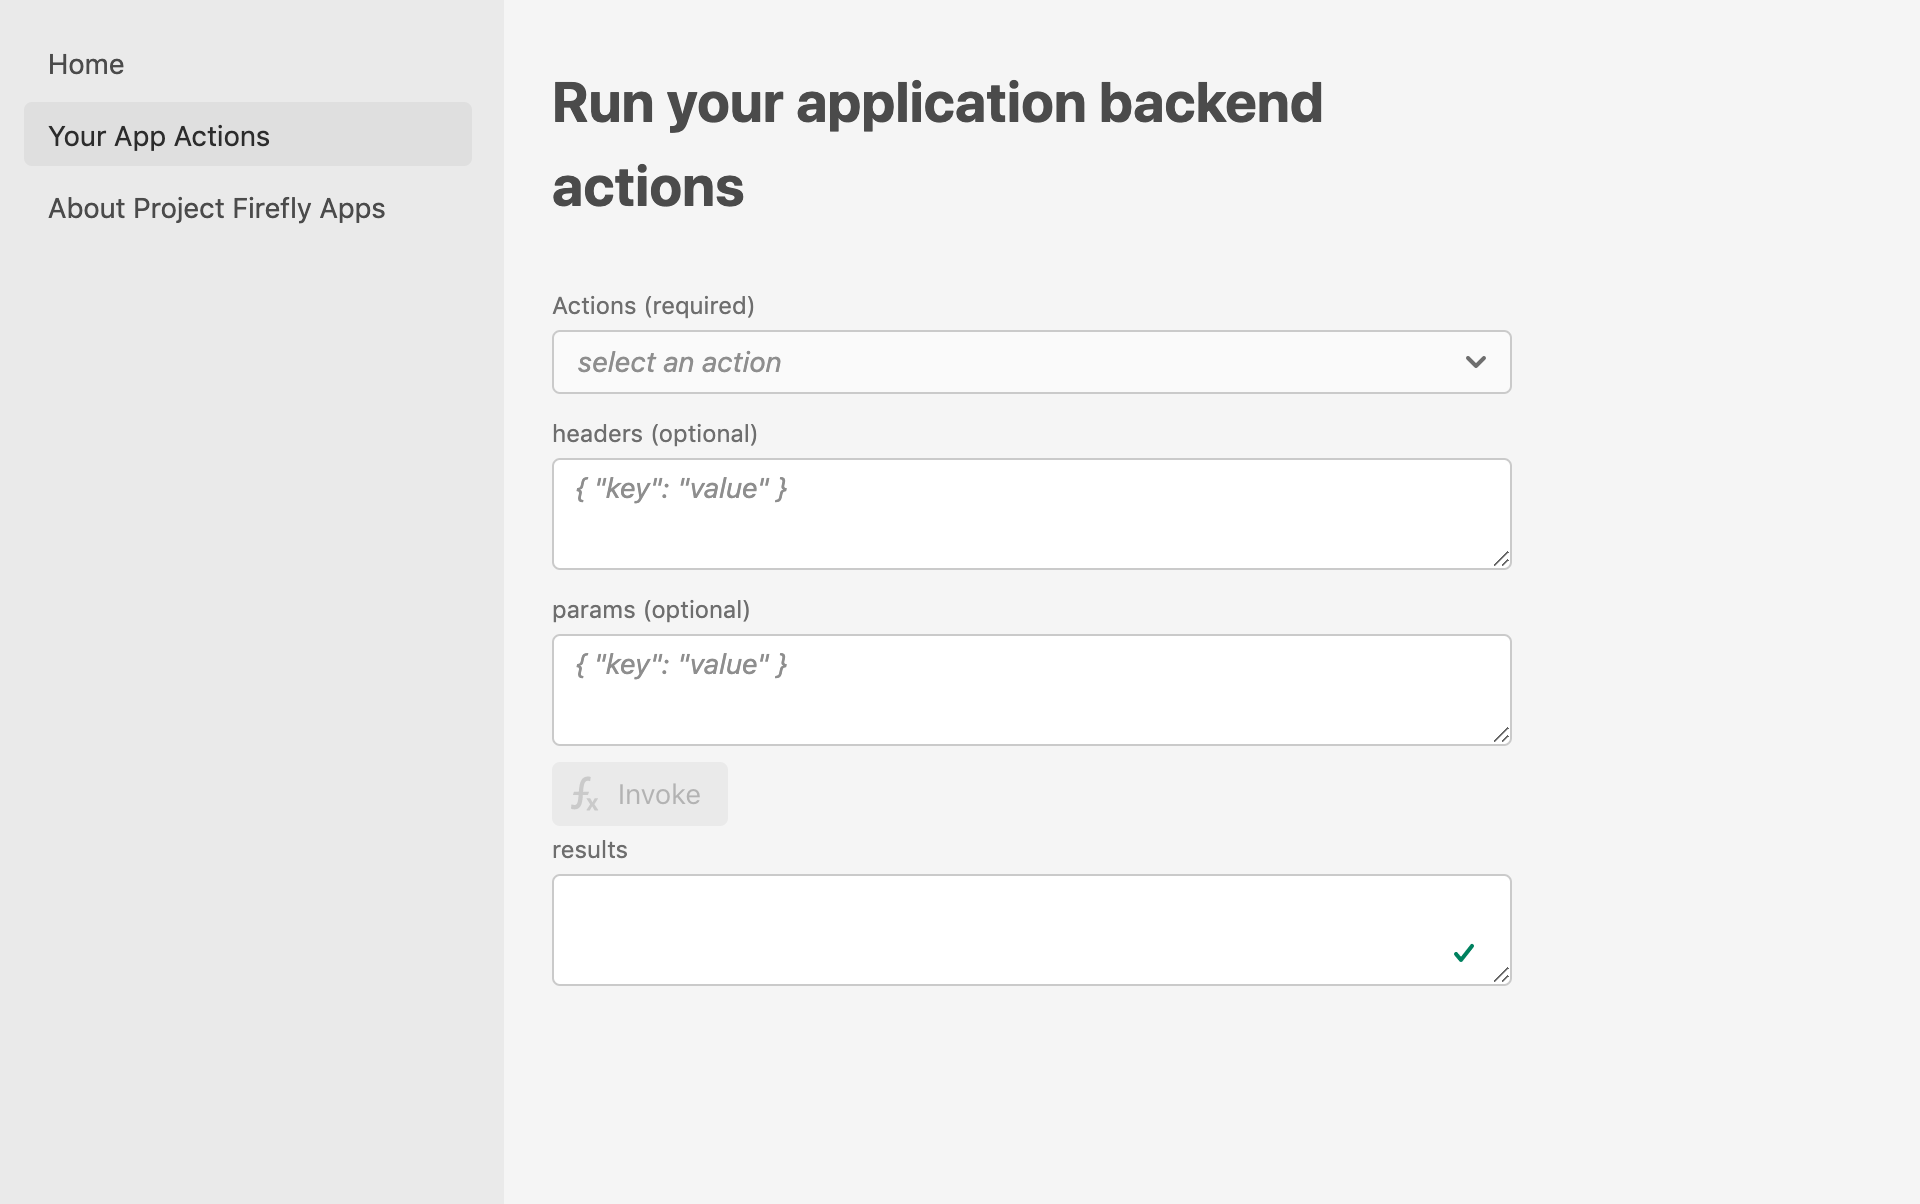 Home
Your App Actions
About Project Firefly Apps
Run your application backend
actions
Actions (required)
select an action
headers (optional)
{ "key": "value" }
params (optional)
{ "key": "value" }
fx Invoke
results